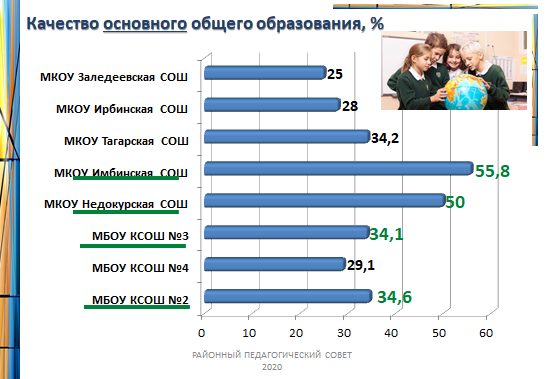 Качество основного общего образования, %
МКОУ Заледеевская СОШ 25
МКОУ Ирбинская СОШ 28
МКОУ Тагарская СОШ 34,2
МКОУ Имбинская СОШ 55,8
МКОУ Недокурская СОШ 50
МБОУ КСОШ №3 34,1
МБОУ КСОШ №4 29,1
МБОУ КСОШ №2 34,6
0 10 20 30 40 50 60
РАЙОННЫЙ ПЕДАГОГИЧЕСКИЙ СОВЕТ
2020